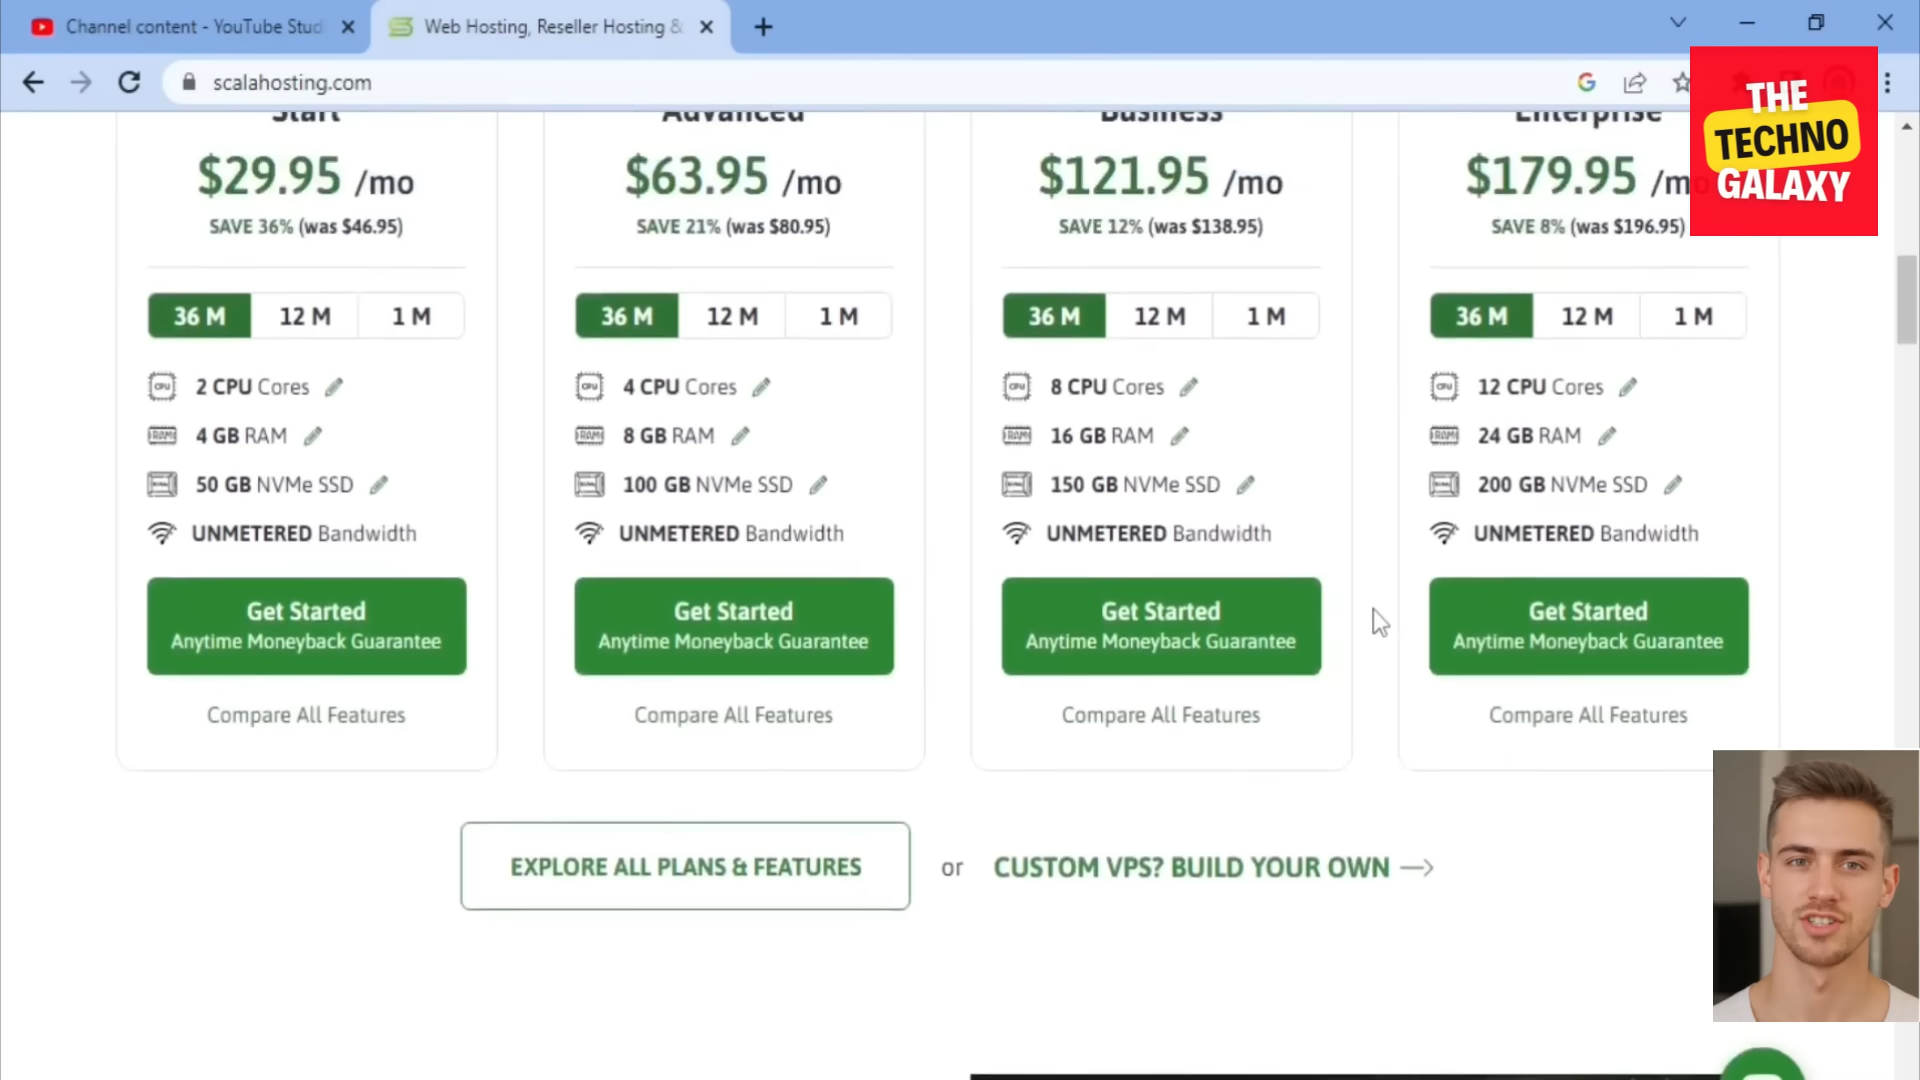 Channel content - YouTube Stud
Web Hosting, Reseller Hosting &
scalahosting.com
THE
TECHNO
GALAXY
Start
$29.95 /mo
SAVE 36% (was $46.95)
36 M
12 M
1 M
2 CPU Cores
4 GB RAM
50 GB NVMe SSD
UNMETERED Bandwidth
Get Started
Anytime Moneyback Guarantee
Compare All Features
Advanced
$63.95 /mo
SAVE 21% (was $80.95)
36 M
12 M
1 M
4 CPU Cores
8 GB RAM
100 GB NVMe SSD
UNMETERED Bandwidth
Get Started
Anytime Moneyback Guarantee
Compare All Features
Business
$121.95 /mo
SAVE 12% (was $138.95)
36 M
12 M
1 M
8 CPU Cores
16 GB RAM
150 GB NVMe SSD
UNMETERED Bandwidth
Get Started
Anytime Moneyback Guarantee
Compare All Features
Enterprise
$179.95 /m
SAVE 8% (was $196.95)
36 M
12 M
1 M
12 CPU Cores
24 GB RAM
200 GB NVMe SSD
UNMETERED Bandwidth
Get Started
Anytime Moneyback Guarantee
Compare All Features
EXPLORE ALL PLANS & FEATURES
or
CUSTOM VPS? BUILD YOUR OWN